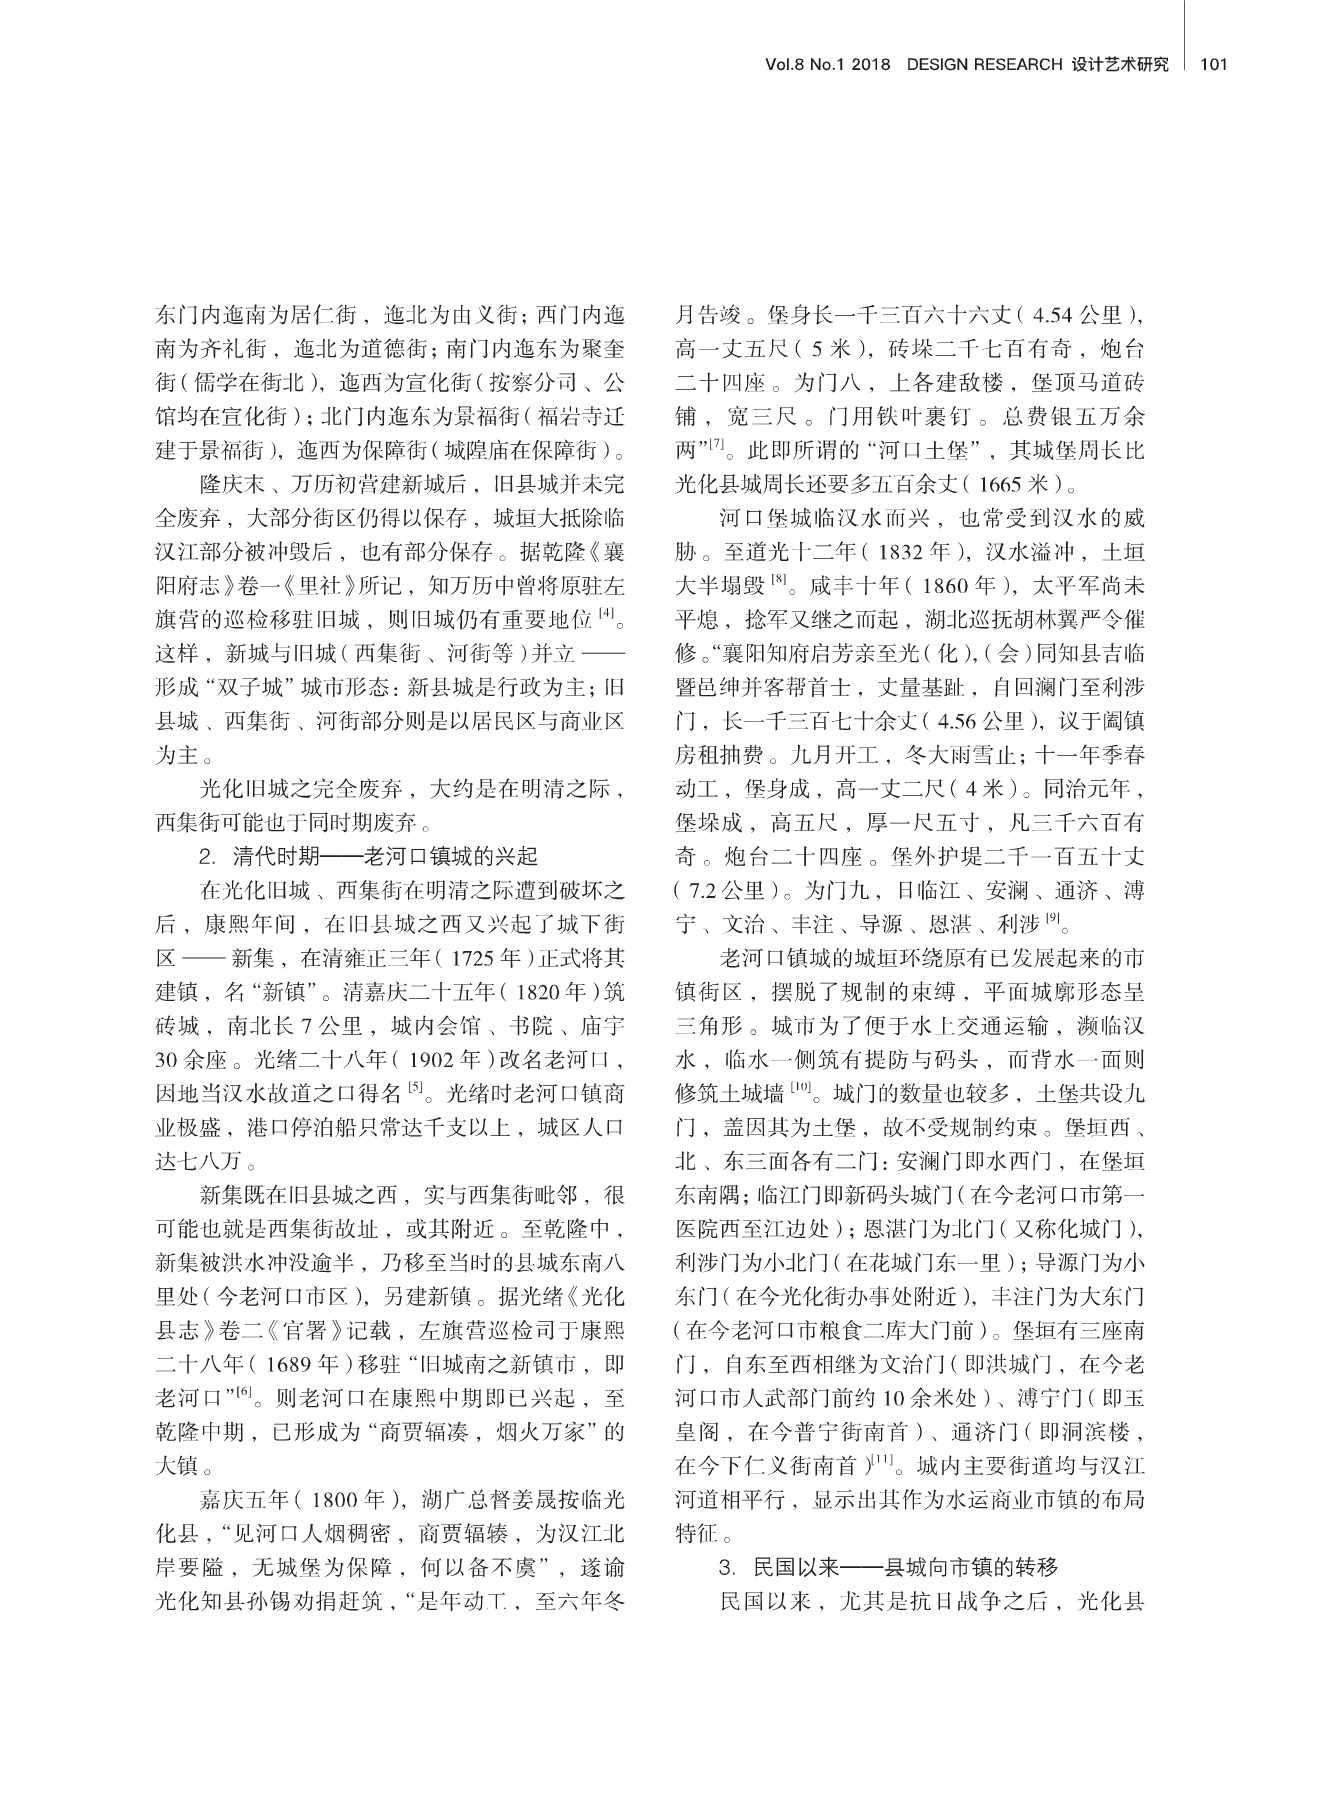 Vol.8 No.1 2018 DESIGN RESEARCH 设计艺术研究 101
东门内迤南为居仁街，迤北为由义街；西门内迤
南为齐礼街，迤北为道德街；南门内迤东为聚奎
街（儒学在街北），迤西为宣化街（按察分司、公
馆均在宣化街）；北门内迤东为景福街（福岩寺迁
建于景福街），迤西为保障街（城隍庙在保障街）。
隆庆末、万历初营建新城后，旧县城并未完
全废弃，大部分街区仍得以保存，城垣大抵除临
汉江部分被冲毁后，也有部分保存。据乾隆《襄
阳府志》卷一《里社》所记，知万历中曾将原驻左
旗营的巡检移驻旧城，则旧城仍有重要地位[4]。
这样，新城与旧城（西集街、河街等）并立——
形成“双子城”城市形态：新县城是行政为主；旧
县城、西集街、河街部分则是以居民区与商业区
为主。
光化旧城之完全废弃，大约是在明清之际，
西集街可能也于同时期废弃。
2. 清代时期——老河口镇城的兴起
在光化旧城、西集街在明清之际遭到破坏之
后，康熙年间，在旧县城之西又兴起了城下街
区——新集，在清雍正三年（1725 年）正式将其
建镇，名“新镇”。清嘉庆二十五年（1820 年）筑
砖城，南北长 7 公里，城内会馆、书院、庙宇
30 余座。光绪二十八年（1902 年）改名老河口，
因地当汉水故道之口得名[5]。光绪时老河口镇商
业极盛，港口停泊船只常达千支以上，城区人口
达七八万。
新集既在旧县城之西，实与西集街毗邻，很
可能也就是西集街故址，或其附近。至乾隆中，
新集被洪水冲没逾半，乃移至当时的县城东南八
里处（今老河口市区），另建新镇。据光绪《光化
县志》卷二《官署》记载，左旗营巡检司于康熙
二十八年（1689 年）移驻“旧城南之新镇市，即
老河口”[6]。则老河口在康熙中期即已兴起，至
乾隆中期，已形成为“商贾辐凑，烟火万家”的
大镇。
嘉庆五年（1800 年），湖广总督姜晟按临光
化县，“见河口人烟稠密，商贾辐辏，为汉江北
岸要隘，无城堡为保障，何以备不虞”，遂谕
光化知县孙锡劝捐赶筑，“是年动工，至六年冬
月告竣。堡身长一千三百六十六丈（4.54 公里），
高一丈五尺（5 米），砖垛二千七百有奇，炮台
二十四座。为门八，上各建敌楼，堡顶马道砖
铺，宽三尺。门用铁叶裹钉。总费银五万余
两”[7]。此即所谓的“河口土堡”，其城堡周长比
光化县城周长还要多五百余丈（1665 米）。
河口堡城临汉水而兴，也常受到汉水的威
胁。至道光十二年（1832 年），汉水溢冲，土垣
大半塌毁[8]。咸丰十年（1860 年），太平军尚未
平熄，捻军又继之而起，湖北巡抚胡林翼严令催
修。“襄阳知府启芳亲至光（化），（会）同知县吉临
暨邑绅并客帮首士，丈量基趾，自回澜门至利涉
门，长一千三百七十余丈（4.56 公里），议于阖镇
房租抽费。九月开工，冬大雨雪止；十一年季春
动工，堡身成，高一丈二尺（4 米）。同治元年，
堡垛成，高五尺，厚一尺五寸，凡三千六百有
奇。炮台二十四座。堡外护堤二千一百五十丈
（7.2 公里）。为门九，日临江、安澜、通济、溥
宁、文治、丰注、导源、恩湛、利涉[9]。
老河口镇城的城垣环绕原有已发展起来的市
镇街区，摆脱了规制的束缚，平面城廓形态呈
三角形。城市为了便于水上交通运输，濒临汉
水，临水一侧筑有提防与码头，而背水一面则
修筑土城墙[10]。城门的数量也较多，土堡共设九
门，盖因其为土堡，故不受规制约束。堡垣西、
北、东三面各有二门：安澜门即水西门，在堡垣
东南隅；临江门即新码头城门（在今老河口市第一
医院西至江边处）；恩湛门为北门（又称化城门），
利涉门为小北门（在花城门东一里）；导源门为小
东门（在今光化街办事处附近），丰注门为大东门
（在今老河口市粮食二库大门前）。堡垣有三座南
门，自东至西相继为文治门（即洪城门，在今老
河口市人武部门前约 10 余米处）、溥宁门（即玉
皇阁，在今普宁街南首）、通济门（即洞滨楼，
在今下仁义街南首）[11]。城内主要街道均与汉江
河道相平行，显示出其作为水运商业市镇的布局
特征。
3. 民国以来——县城向市镇的转移
民国以来，尤其是抗日战争之后，光化县